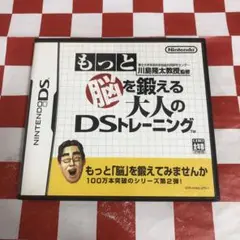 Nintendo
東北大学未来科学技術共同研究センター
川島隆太教授監修
もっと
脳を鍛える
大人の
DSトレーニング
TM
NINTENDO DS
もっと「脳」を鍛えてみませんか
100万本突破のシリーズ第2弾!